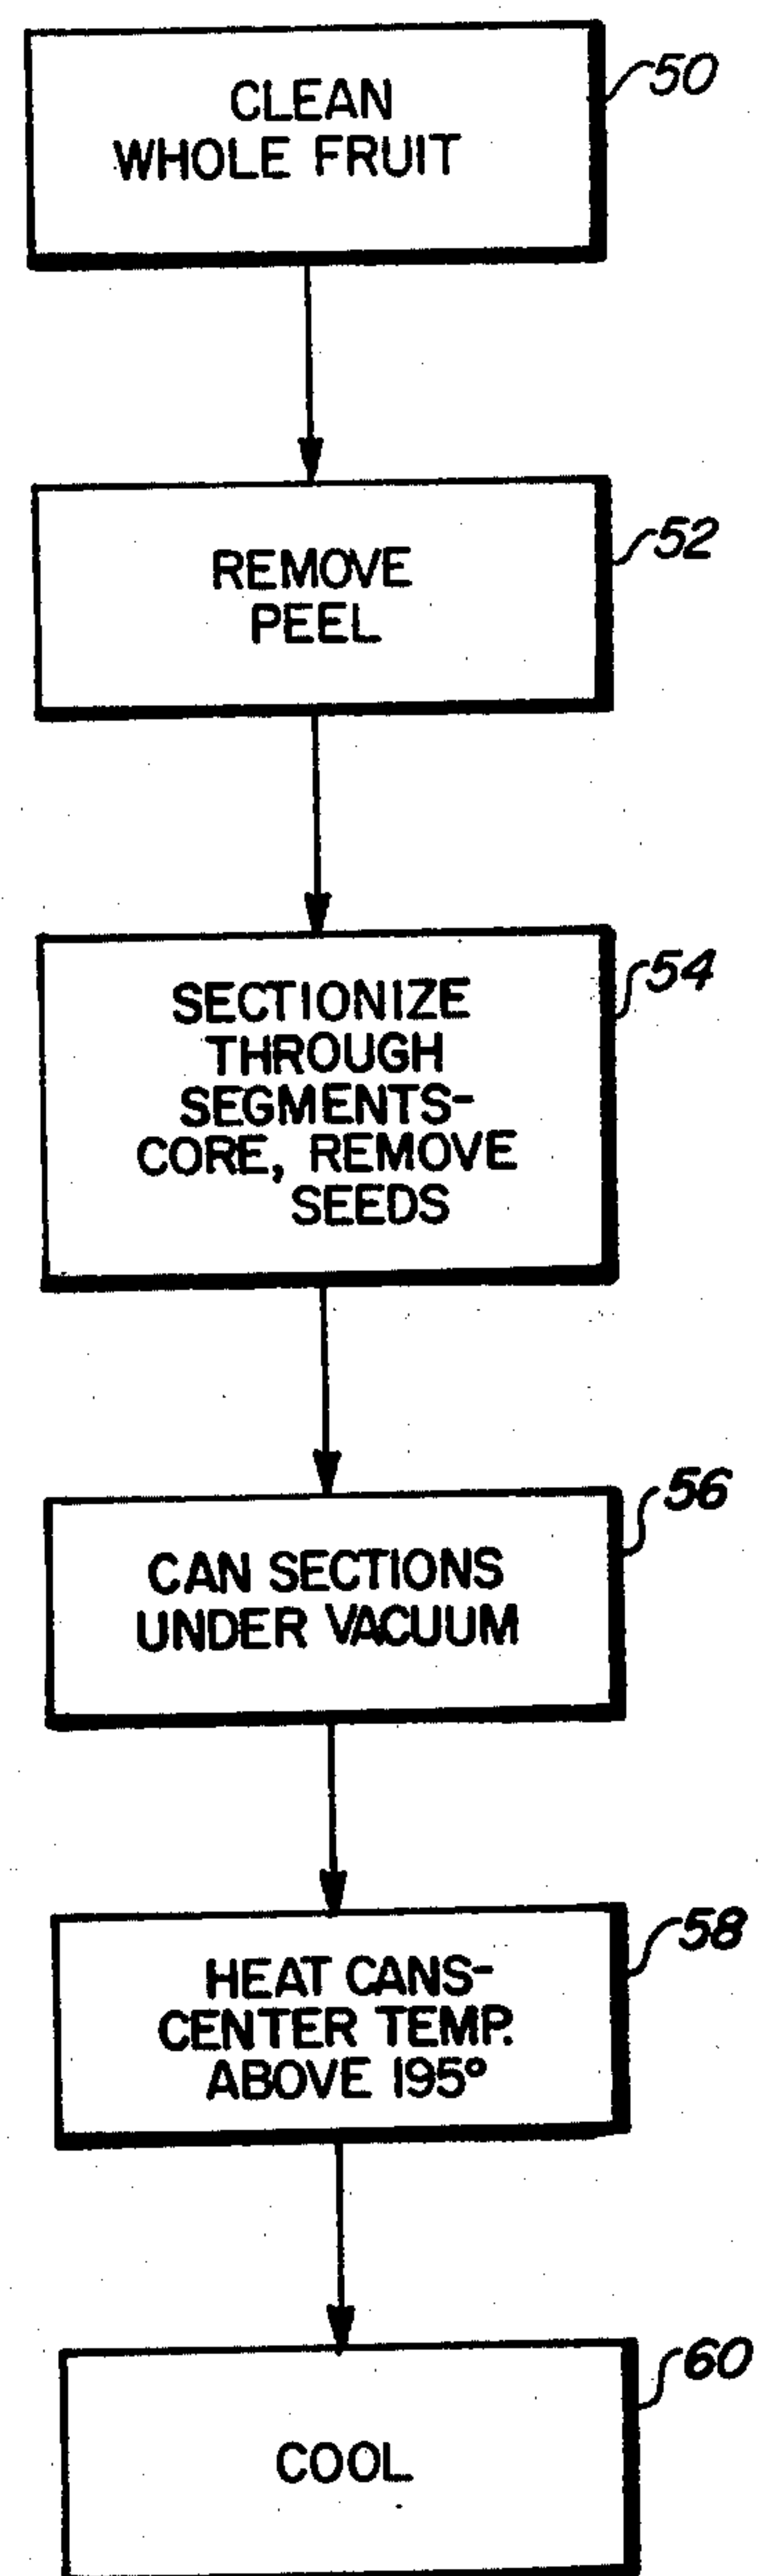 CLEAN
WHOLE FRUIT
50
REMOVE
PEEL
52
SECTIONIZE
THROUGH
SEGMENTS-
CORE, REMOVE
SEEDS
54
CAN SECTIONS
UNDER VACUUM
56
HEAT CANS-
CENTER TEMP.
ABOVE 195°
58
COOL
60